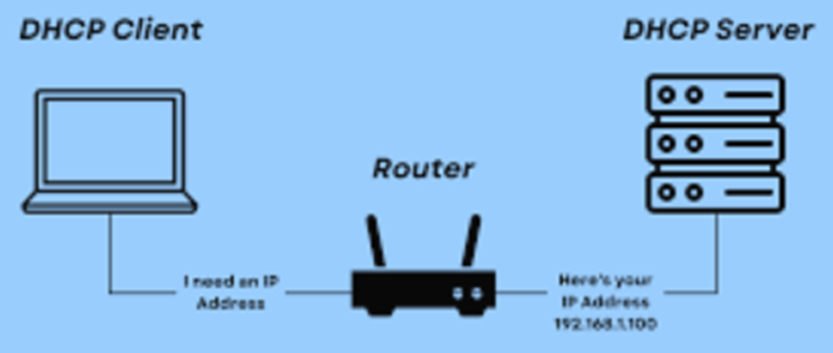 DHCP Client
DHCP Server
Router
I need an IP
Address
Here's your
IP Address
192.168.1.100